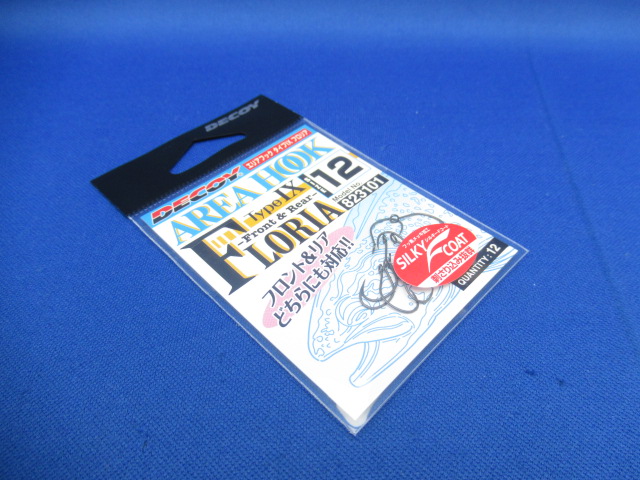 DECOY
DECOY
エリアフック タイプIX フロリア
AREA HOOK
Type IX
-Front & Rear-
FLORIA
SIZE
12
Model No.
823101
フロント&リア
どちらにも対応!!
SILKY F COAT
QUANTITY:12